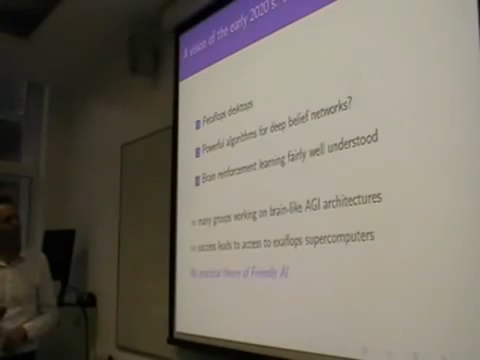 A vision of the early 2020's:
Petaflops desktops
Powerful algorithms for deep belief networks?
Brain reinforcement learning fairly well understood
⇒ many groups working on brain-like AGI architectures
⇒ success leads to access to exaflops supercomputers
No practical theory of Friendly AI